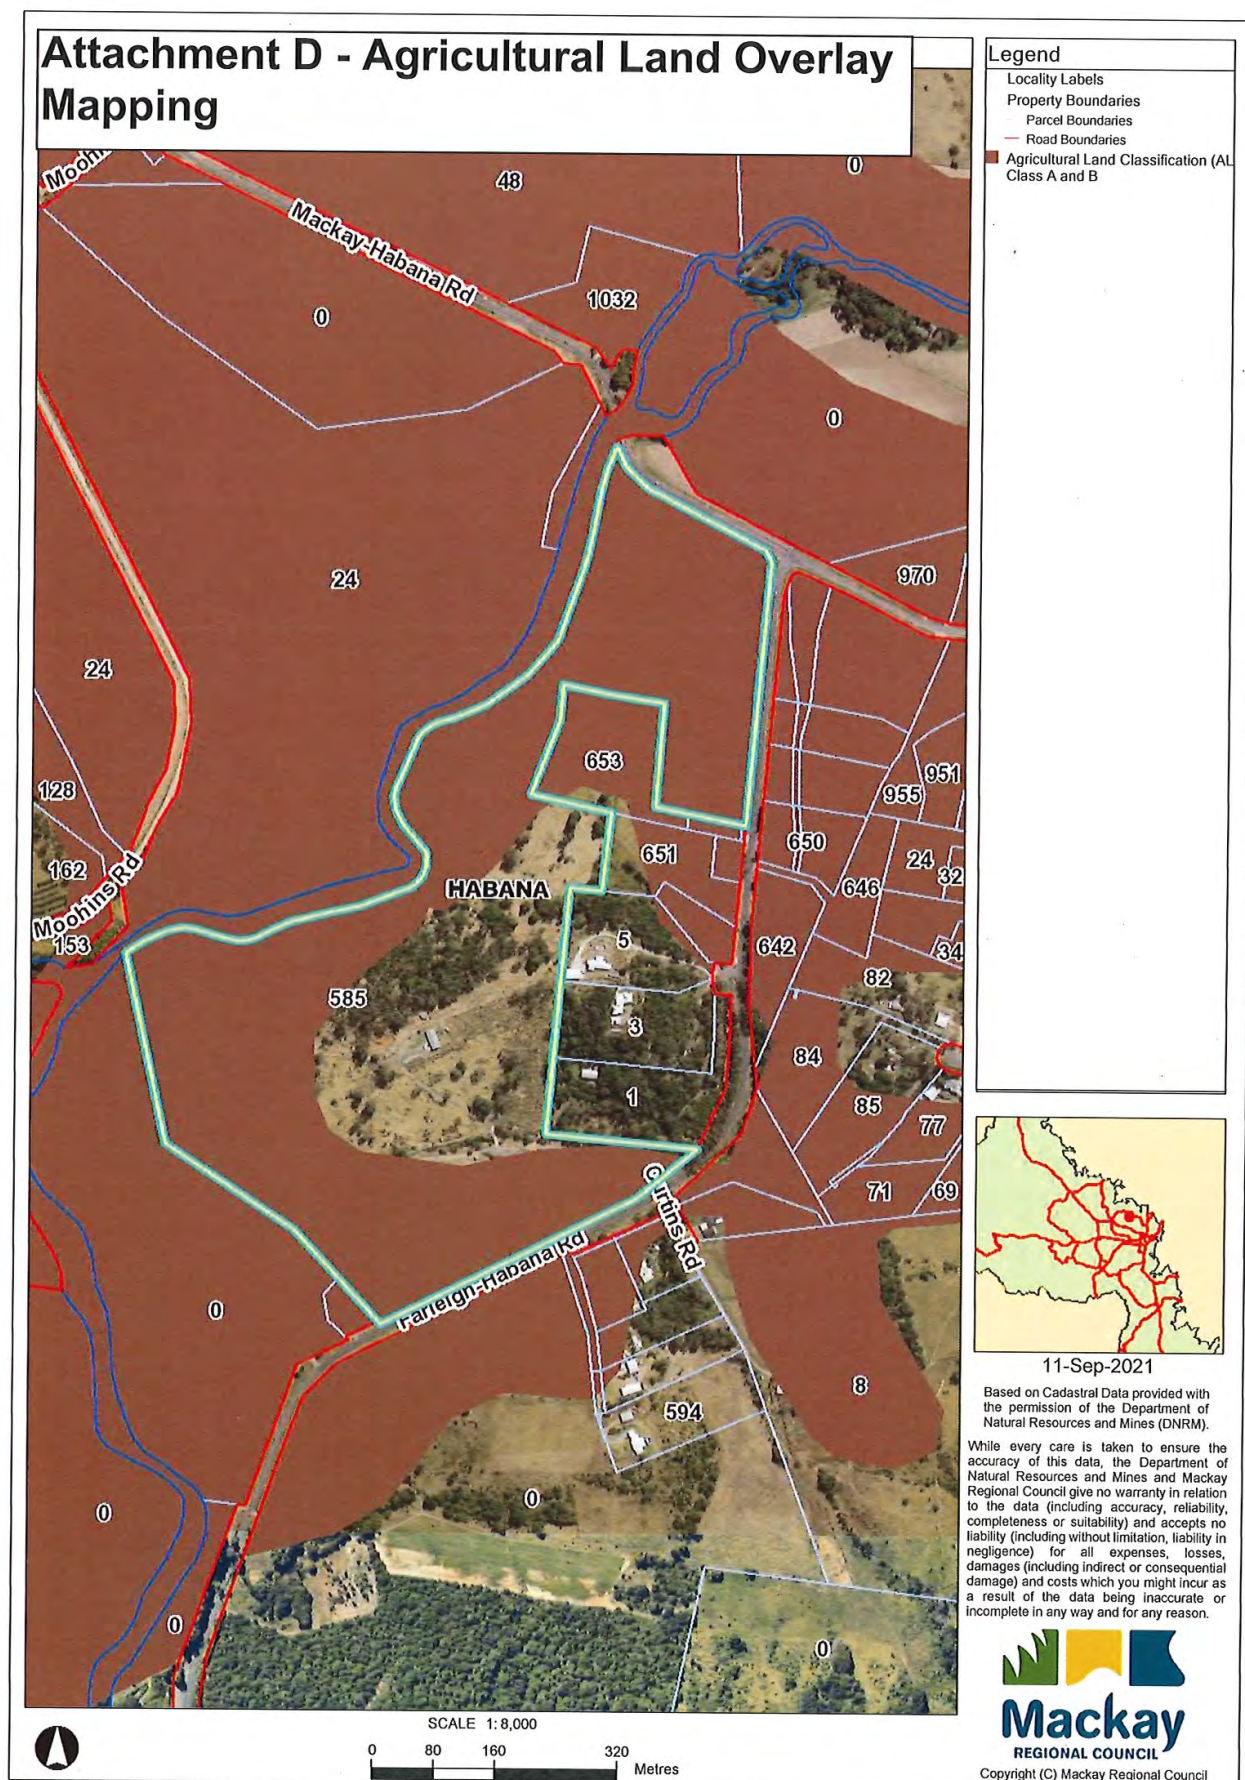 Attachment D - Agricultural Land Overlay
Mapping
Legend
Locality Labels
Property Boundaries
Parcel Boundaries
Road Boundaries
Agricultural Land Classification (AL
Class A and B
48
0
Mackay-Habana Rd
1032
0
0
24
970
24
653
951
955
128
651
650
24
32
646
162
HABANA
Moohins Rd
153
5
642
34
82
585
3
84
1
85
77
71
69
Curtins Rd
Farleigh-Habana Rd
0
8
594
0
0
0
0
11-Sep-2021
Based on Cadastral Data provided with
the permission of the Department of
Natural Resources and Mines (DNRM).
While every care is taken to ensure the
accuracy of this data, the Department of
Natural Resources and Mines and Mackay
Regional Council give no warranty in relation
to the data (including accuracy, reliability,
completeness or suitability) and accepts no
liability (including without limitation, liability in
negligence) for all expenses, losses,
damages (including indirect or consequential
damage) and costs which you might incur as
a result of the data being inaccurate or
incomplete in any way and for any reason.
Mackay
REGIONAL COUNCIL
Copyright (C) Mackay Regional Council
SCALE 1:8,000
0 80 160 320
Metres